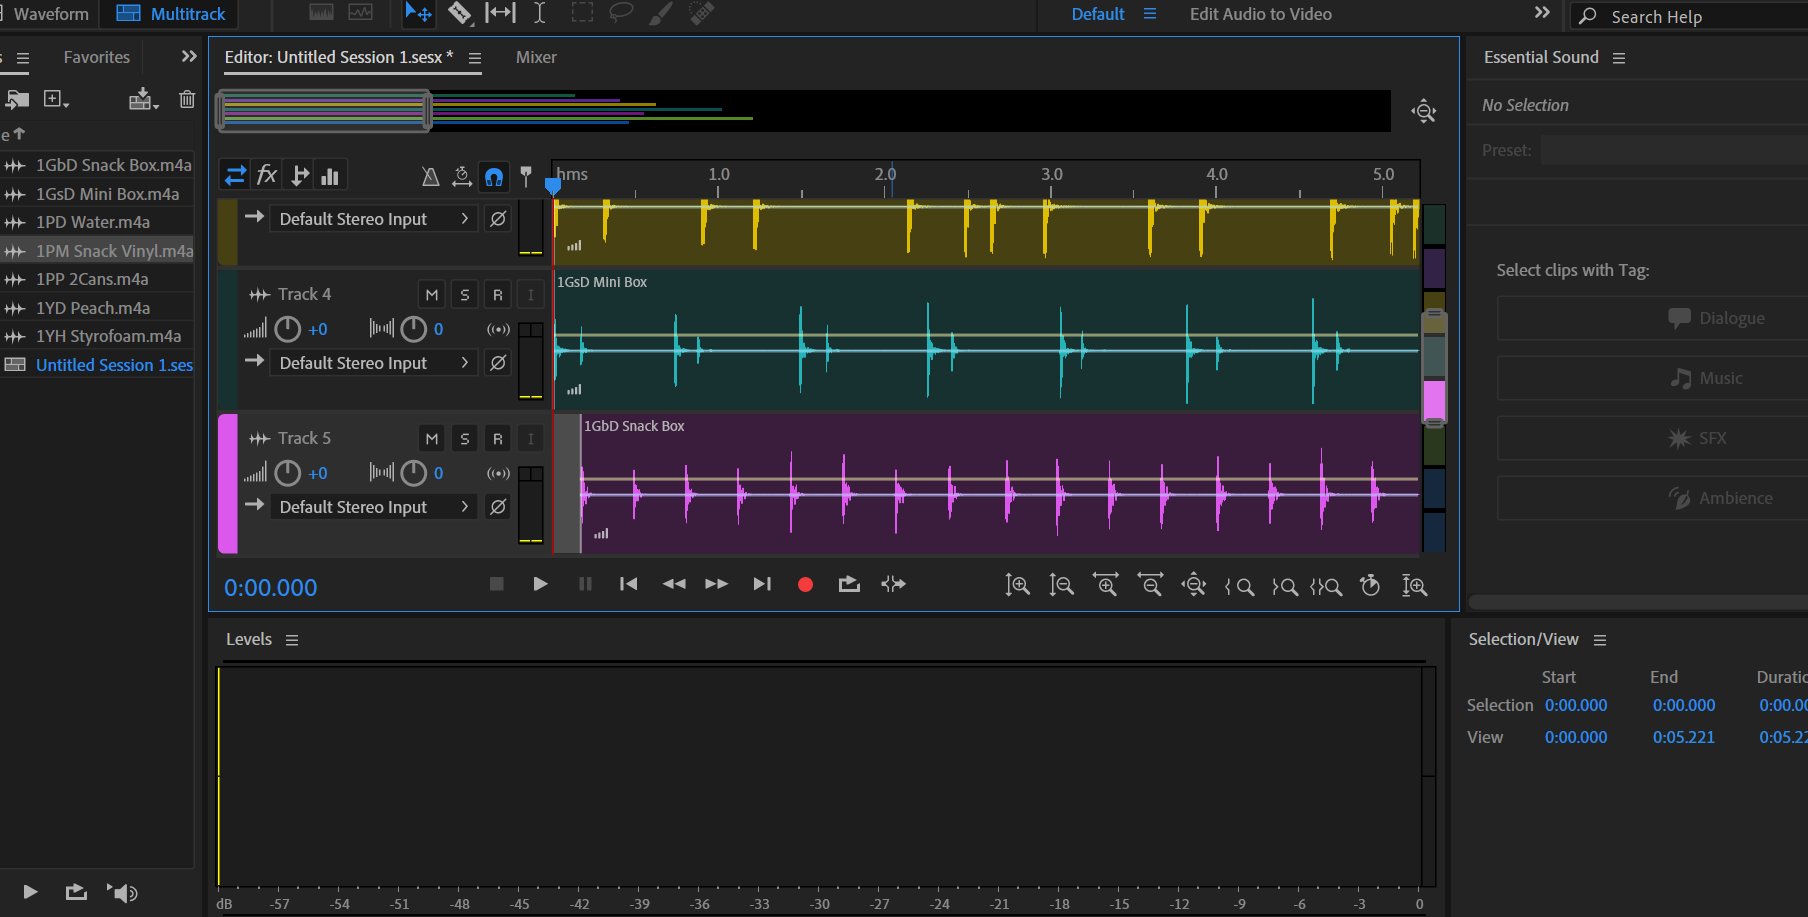 Waveform
Multitrack
Default
Edit Audio to Video
Search Help
s
Favorites
Editor: Untitled Session 1.sesx *
Mixer
Essential Sound
No Selection
e
Preset:
1GbD Snack Box.m4a
1GsD Mini Box.m4a
1PD Water.m4a
1PM Snack Vinyl.m4a
1PP 2Cans.m4a
1YD Peach.m4a
1YH Styrofoam.m4a
Untitled Session 1.ses
fx
hms
1.0
2.0
3.0
4.0
5.0
Default Stereo Input
Track 4
M
S
R
I
+0
0
Default Stereo Input
1GsD Mini Box
Track 5
M
S
R
I
+0
0
Default Stereo Input
1GbD Snack Box
Select clips with Tag:
Dialogue
Music
SFX
Ambience
0:00.000
Levels
dB
-57
-54
-51
-48
-45
-42
-39
-36
-33
-30
-27
-24
-21
-18
-15
-12
-9
-6
-3
0
Selection/View
Start
End
Duratio
Selection
0:00.000
0:00.000
0:00.00
View
0:00.000
0:05.221
0:05.22